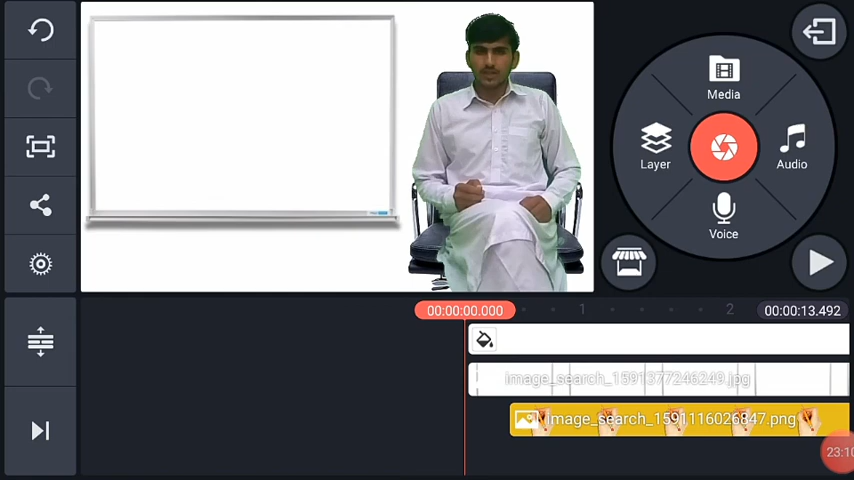 Media
Layer
Audio
Voice
00:00:00.000
1
2
00:00:13.492
image_search_1591377246249.jpg
image_search_1591116026847.png
23:10